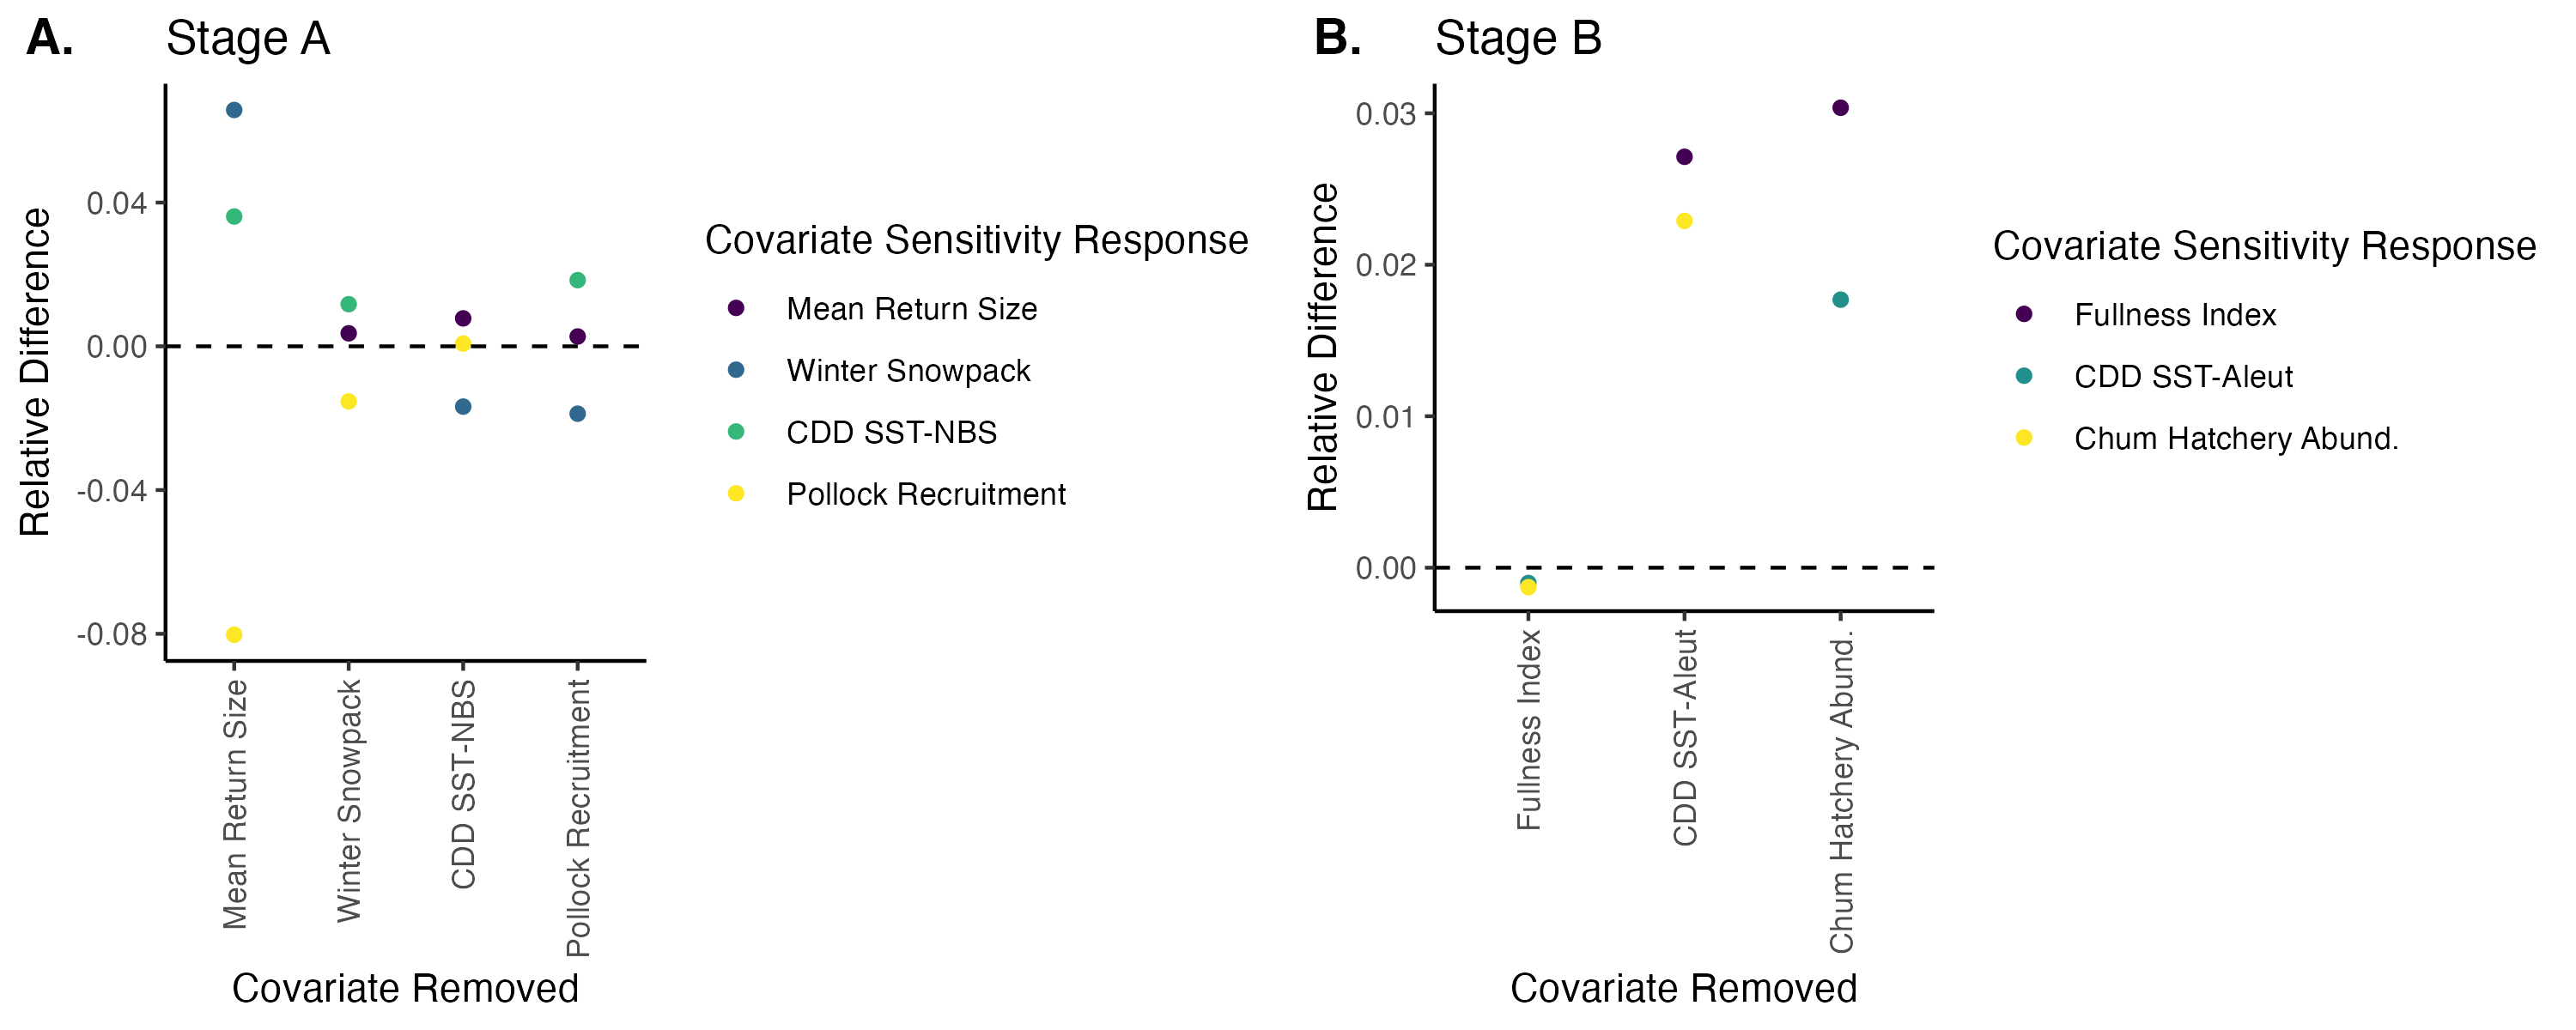 A. Stage A
Relative Difference
0.04
0.00
-0.04
-0.08
Mean Return Size
Winter Snowpack
CDD SST-NBS
Pollock Recruitment
Covariate Removed
Covariate Sensitivity Response
Mean Return Size
Winter Snowpack
CDD SST-NBS
Pollock Recruitment
B. Stage B
Relative Difference
0.03
0.02
0.01
0.00
Fullness Index
CDD SST-Aleut
Chum Hatchery Abund.
Covariate Removed
Covariate Sensitivity Response
Fullness Index
CDD SST-Aleut
Chum Hatchery Abund.